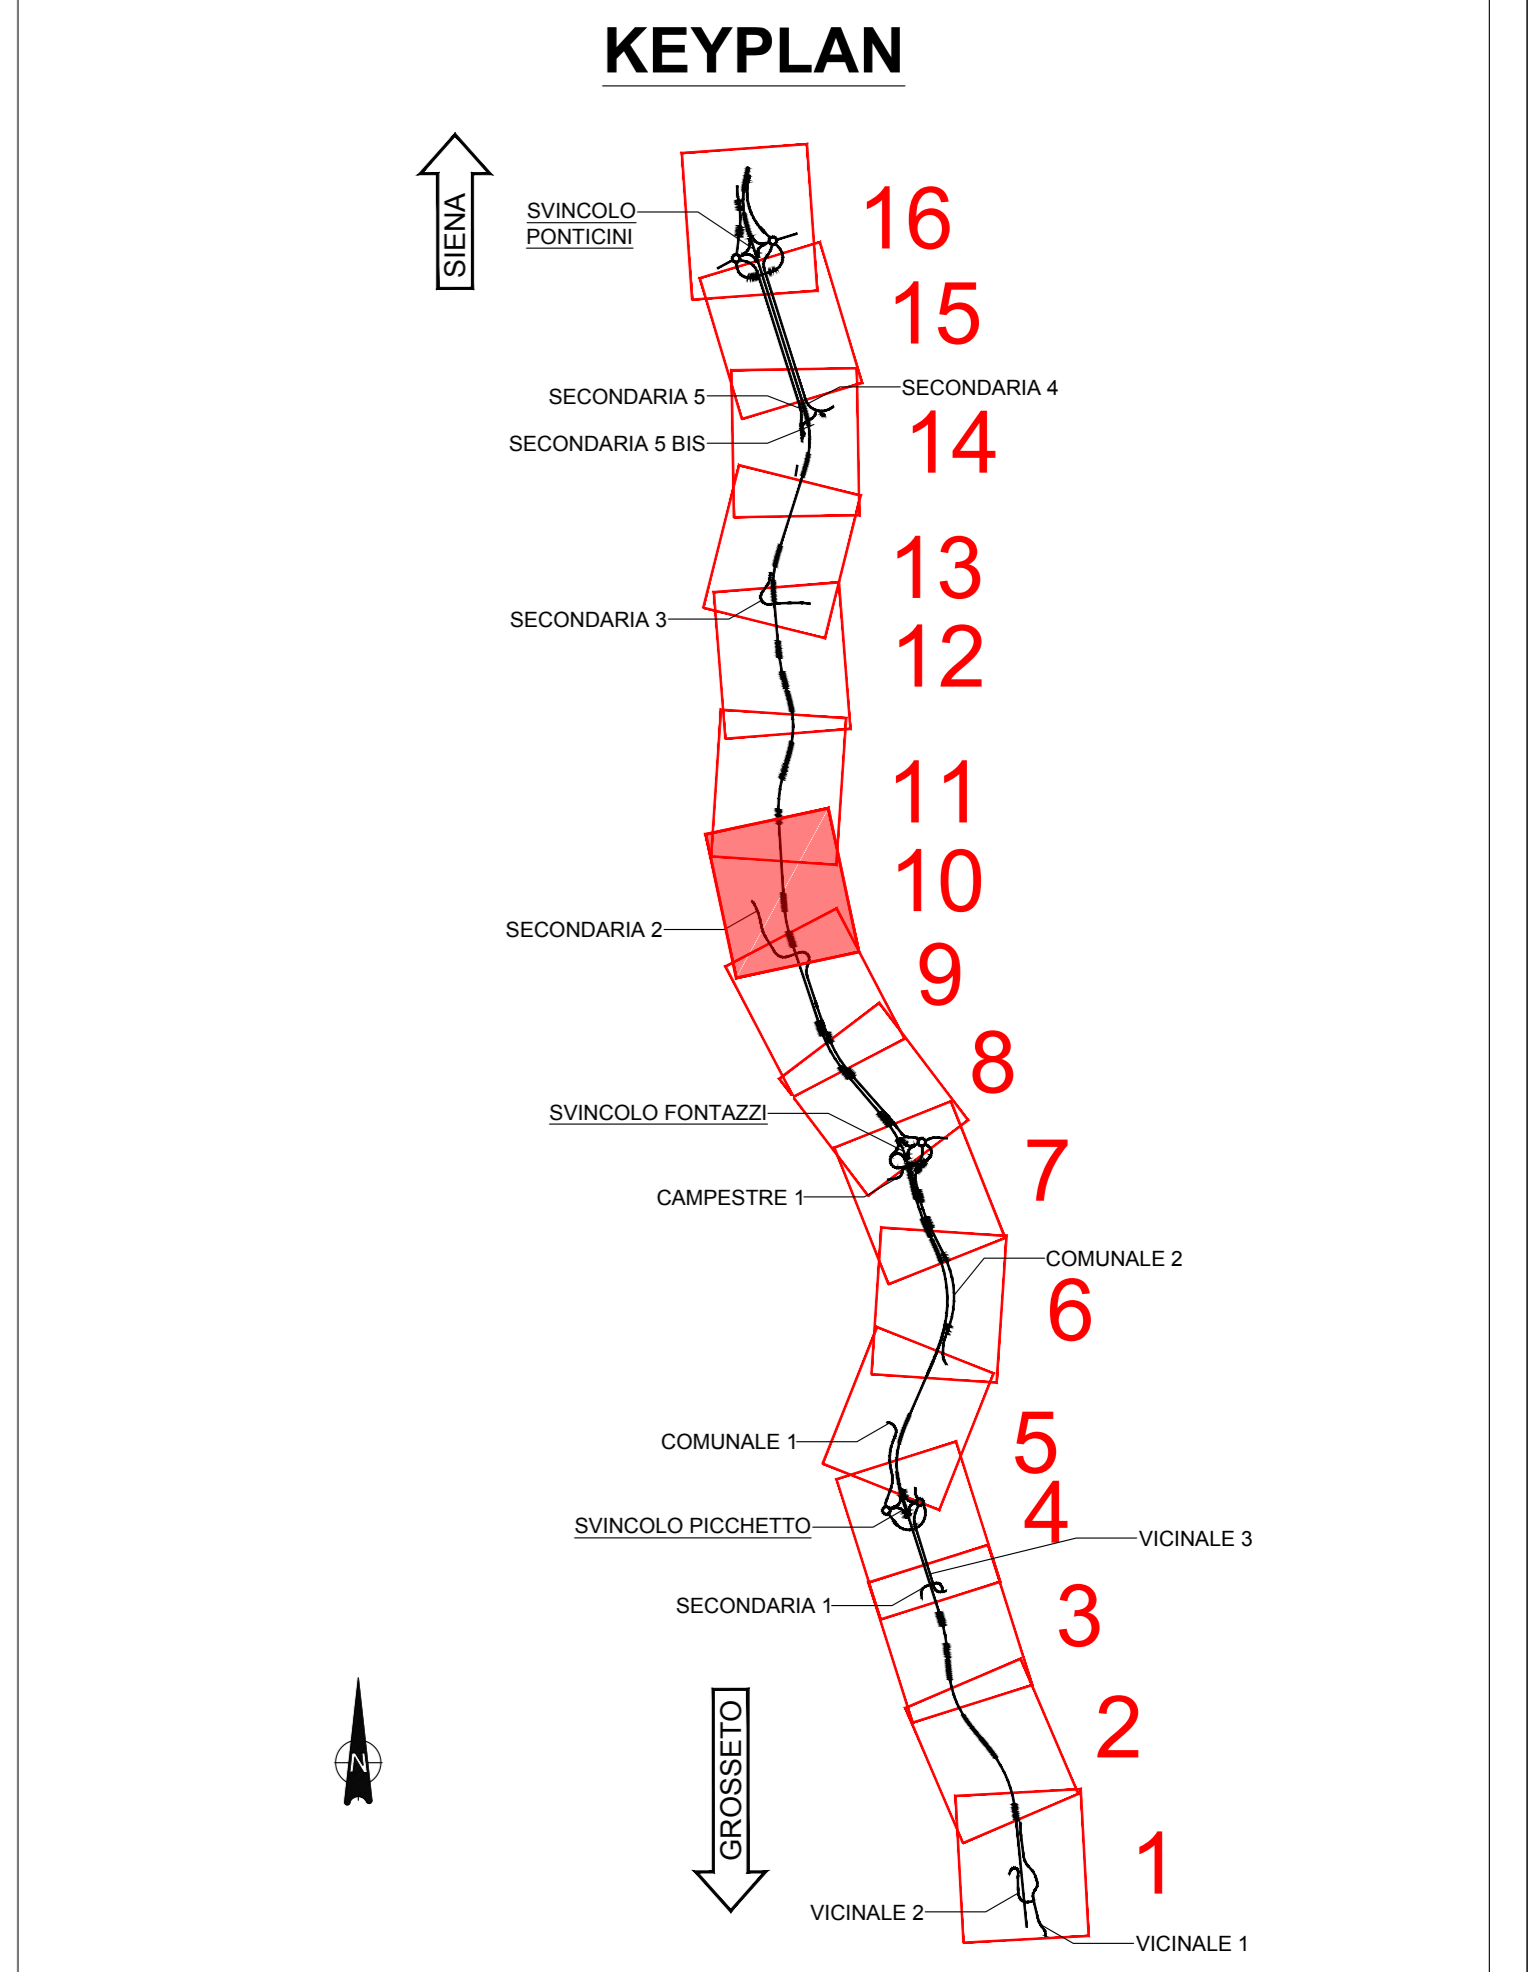 KEYPLAN
SIENA
SVINCOLO
PONTICINI
16
15
SECONDARIA 5
SECONDARIA 4
SECONDARIA 5 BIS
14
13
SECONDARIA 3
12
11
10
SECONDARIA 2
9
8
SVINCOLO FONTAZZI
7
CAMPESTRE 1
COMUNALE 2
6
COMUNALE 1
5
4
SVINCOLO PICCHETTO
VICINALE 3
SECONDARIA 1
3
2
N
GROSSETO
1
VICINALE 2
VICINALE 1